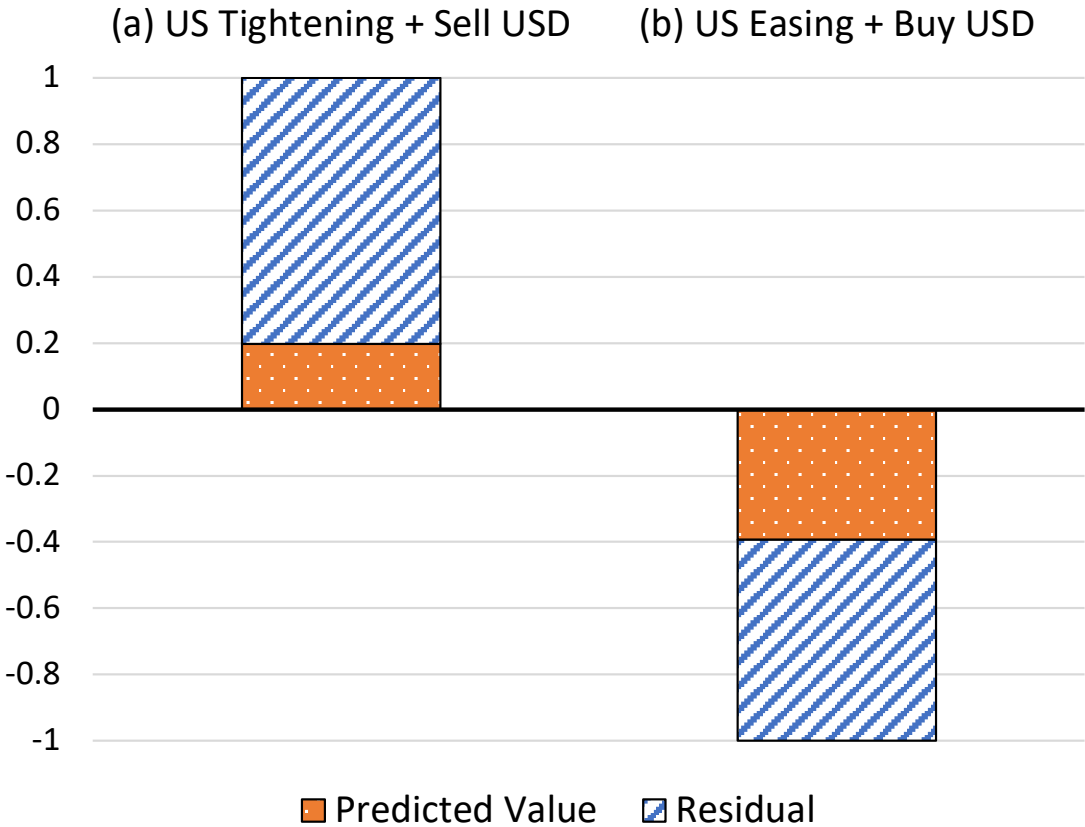 (a) US Tightening + Sell USD
(b) US Easing + Buy USD
1
0.8
0.6
0.4
0.2
0
-0.2
-0.4
-0.6
-0.8
-1
Predicted Value
Residual